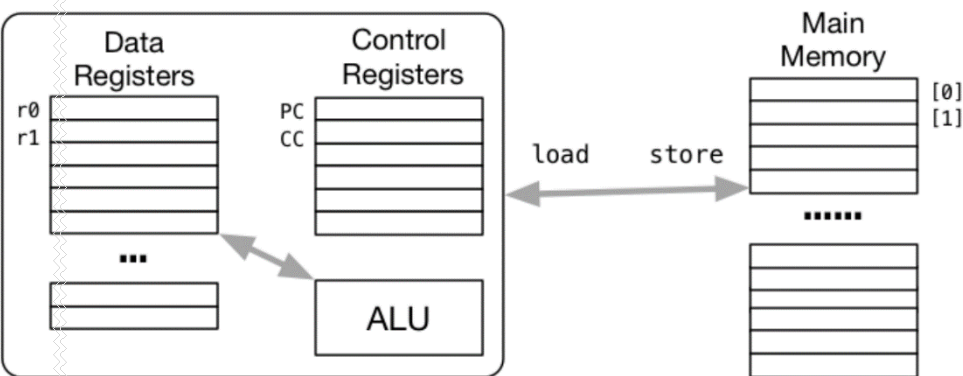 Data
Registers
r0
r1
...
Control
Registers
PC
CC
ALU
load store
Main
Memory
[0]
[1]
......